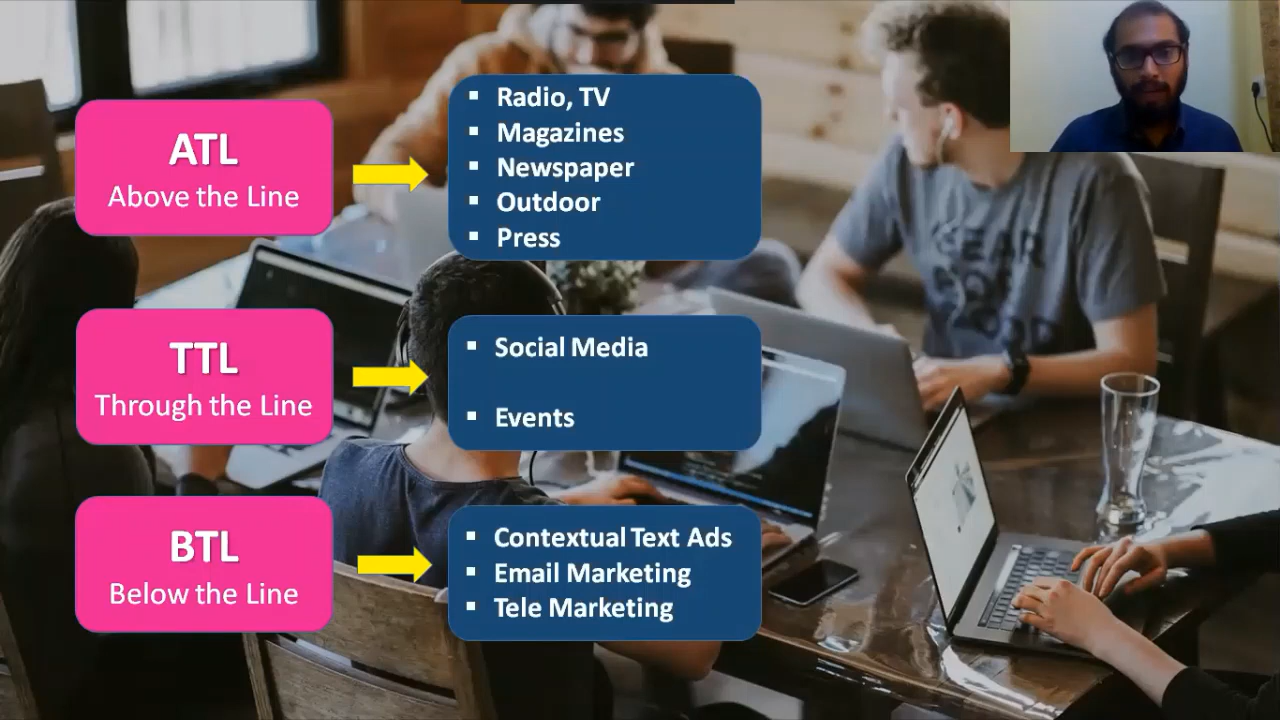 ATL
Above the Line
Radio, TV
Magazines
Newspaper
Outdoor
Press
TTL
Through the Line
Social Media
Events
BTL
Below the Line
Contextual Text Ads
Email Marketing
Tele Marketing